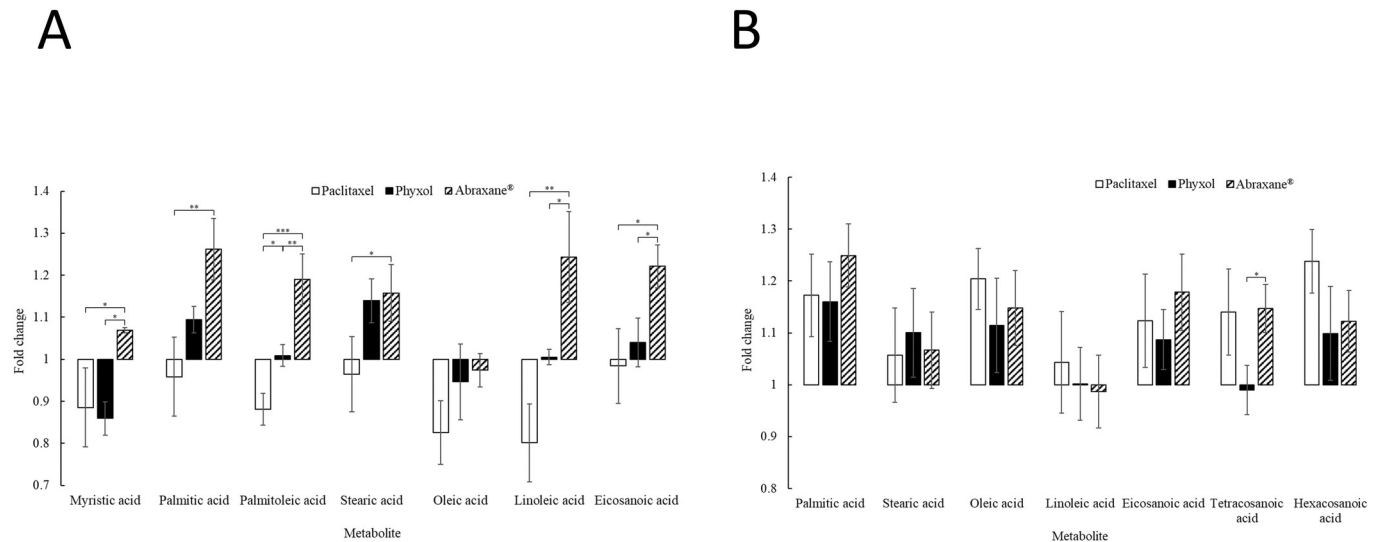 A
B
Paclitaxel Phyxol Abraxane®
1.4
1.3
1.2
1.1
1
0.9
0.8
0.7
Fold change
* * ** *** * ** * ** * * *
Myristic acid Palmitic acid Palmitoleic acid Stearic acid Oleic acid Linoleic acid Eicosanoic acid
Metabolite
Paclitaxel Phyxol Abraxane®
1.4
1.3
1.2
1.1
1
0.9
0.8
Fold change
*
Palmitic acid Stearic acid Oleic acid Linoleic acid Eicosanoic acid Tetracosanoic Hexacosanoic acid
acid
Metabolite